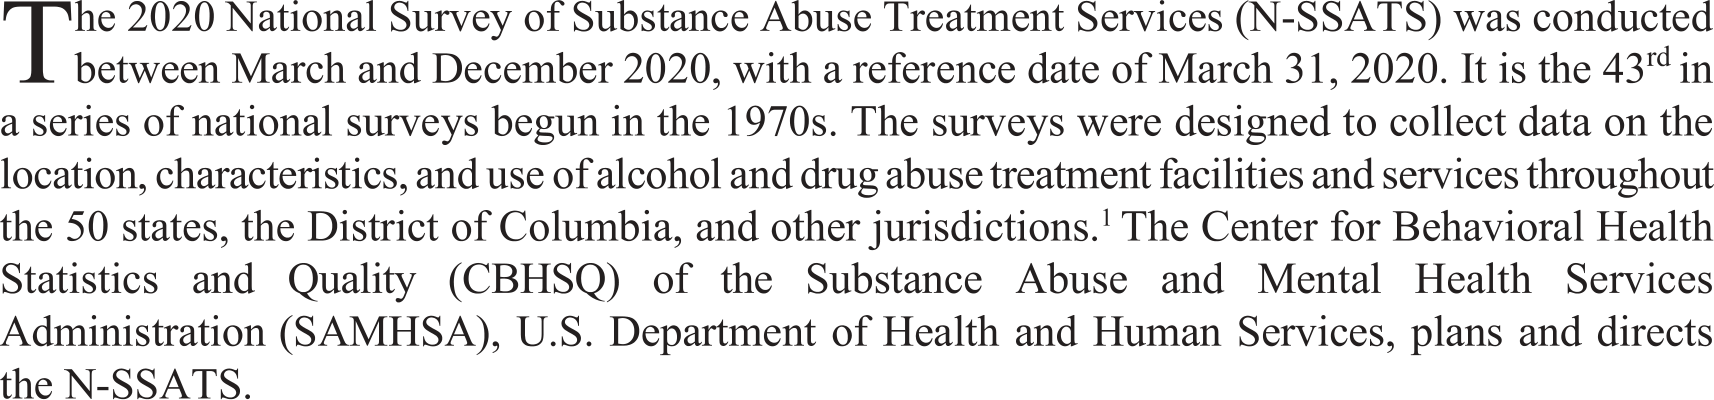 The 2020 National Survey of Substance Abuse Treatment Services (N-SSATS) was conducted
between March and December 2020, with a reference date of March 31, 2020. It is the 43rd in
a series of national surveys begun in the 1970s. The surveys were designed to collect data on the
location, characteristics, and use of alcohol and drug abuse treatment facilities and services throughout
the 50 states, the District of Columbia, and other jurisdictions.1 The Center for Behavioral Health
Statistics and Quality (CBHSQ) of the Substance Abuse and Mental Health Services
Administration (SAMHSA), U.S. Department of Health and Human Services, plans and directs
the N-SSATS.